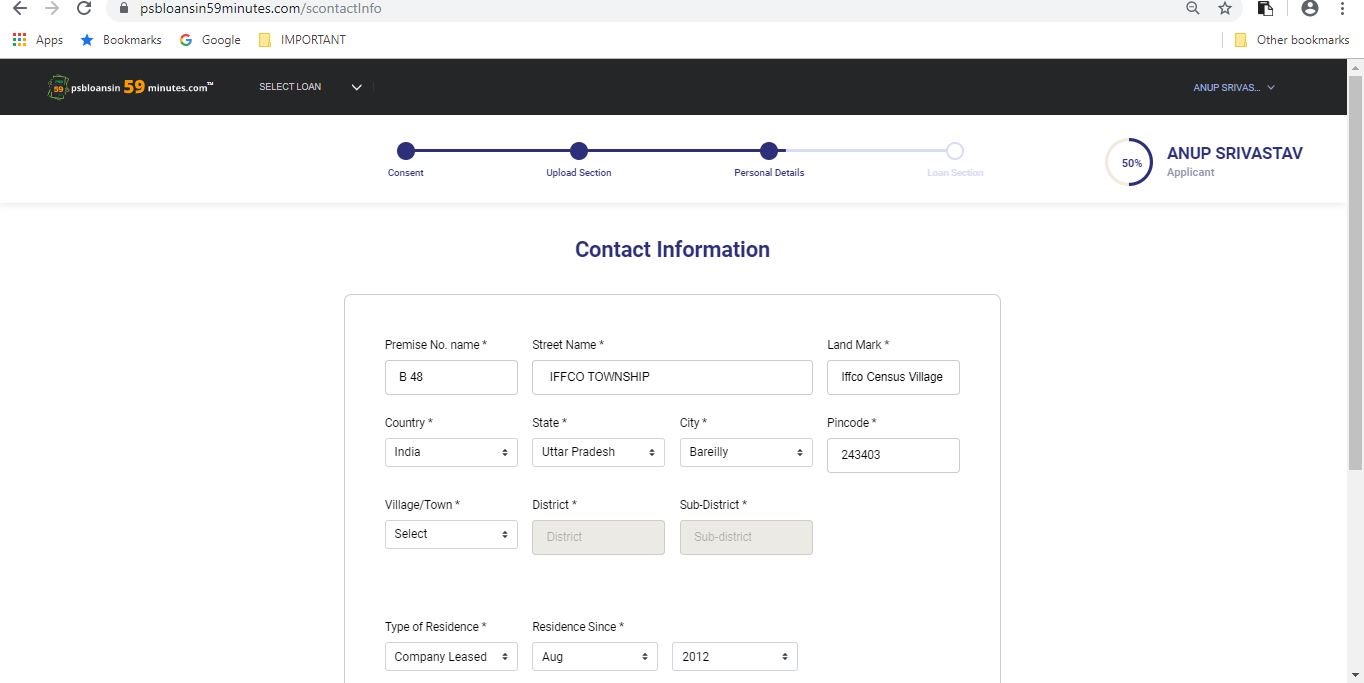 psbloansin59minutes.com/scontactInfo
Apps Bookmarks Google IMPORTANT Other bookmarks
59 psbloansin 59 minutes.com™ SELECT LOAN ANUP SRIVAS...
Consent Upload Section Personal Details Loan Section
50% ANUP SRIVASTAV
Applicant
Contact Information
Premise No. name * Street Name * Land Mark *
B 48 IFFCO TOWNSHIP Iffco Census Village
Country * State * City * Pincode *
India Uttar Pradesh Bareilly 243403
Village/Town * District * Sub-District *
Select District Sub-district
Type of Residence * Residence Since *
Company Leased Aug 2012